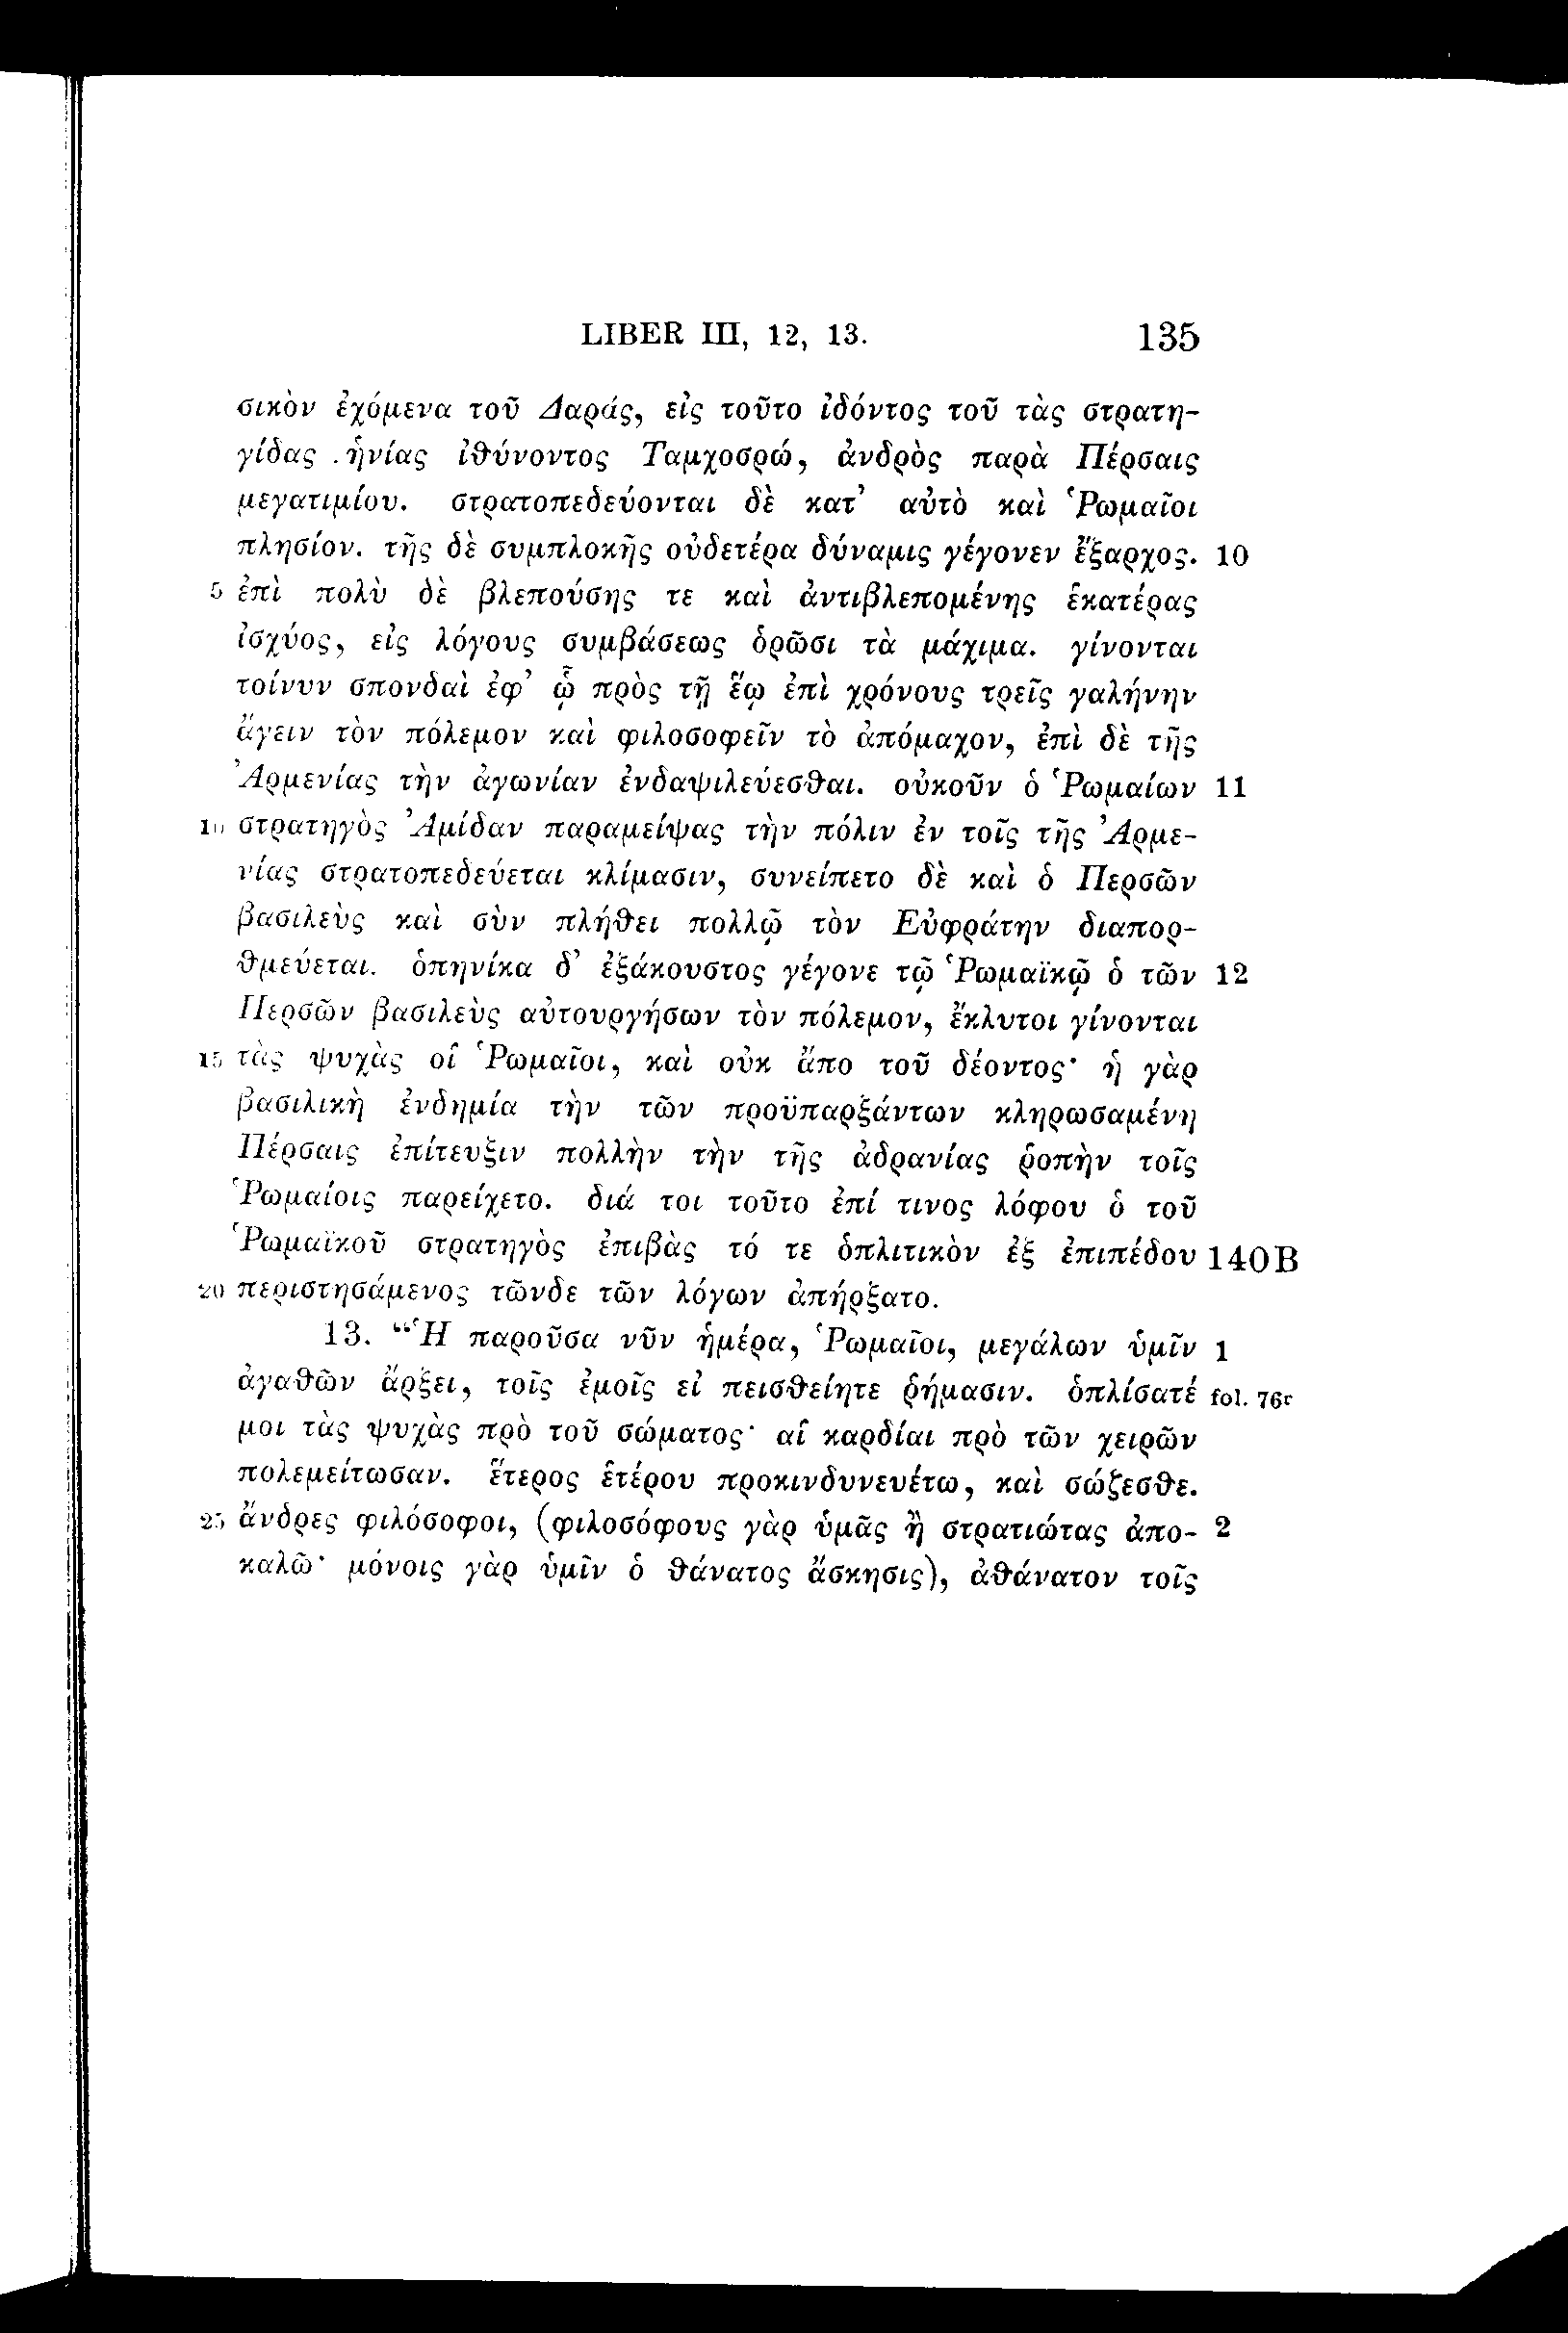 LIBER III, 12, 13. 135
σικὸν ἐχόμενα τοῦ Δαράς, εἰς τοῦτο ἰδόντος τοῦ τὰς στρατη-
γίδας ἡνίας ἰθύνοντος Ταμχοσρώ, ἀνδρὸς παρὰ Πέρσαις
μεγατιμίου. στρατοπεδεύονται δὲ κατ’ αὐτὸ καὶ Ῥωμαῖοι
πλησίον. τῆς δὲ συμπλοκῆς οὐδετέρα δύναμις γέγονεν ἔξαρχος. 10
5 ἐπὶ πολὺ δὲ βλεπούσης τε καὶ ἀντιβλεπομένης ἑκατέρας
ἰσχύος, εἰς λόγους συμβάσεως δρῶσι τὰ μάχιμα. γίνονται
τοίνυν σπονδαὶ ἐφ’ ᾧ πρὸς τῇ ἕῳ ἐπὶ χρόνους τρεῖς γαλήνην
ἄγειν τὸν πόλεμον καὶ φιλοσοφεῖν τὸ ἀπόμαχον, ἐπὶ δὲ τῆς
Ἀρμενίας τὴν ἀγωνίαν ἐνδαψιλεύεσθαι. οὐκοῦν ὁ Ῥωμαίων 11
10 στρατηγὸς Ἀμίδαν παραμείψας τὴν πόλιν ἐν τοῖς τῆς Ἀρμε-
νίας στρατοπεδεύεται κλίμασιν, συνείπετο δὲ καὶ ὁ Περσῶν
βασιλεὺς καὶ σὺν πλήθει πολλῷ τὸν Εὐφράτην διαπορ-
θμεύεται. ὁπηνίκα δ’ ἐξάκουστος γέγονε τῷ Ῥωμαϊκῷ ὁ τῶν 12
Περσῶν βασιλεὺς αὐτουργήσων τὸν πόλεμον, ἔκλυτοι γίνονται
15 τὰς ψυχὰς οἱ Ῥωμαῖοι, καὶ οὐκ ἄπο τοῦ δέοντος· ἡ γὰρ
βασιλικὴ ἐνδημία τὴν τῶν προϋπαρξάντων κληρωσαμένη
Πέρσαις ἐπίτευξιν πολλὴν τὴν τῆς ἀδρανίας ῥοπὴν τοῖς
Ῥωμαίοις παρείχετο. διά τοι τοῦτο ἐπί τινος λόφου ὁ τοῦ
Ῥωμαϊκοῦ στρατηγὸς ἐπιβὰς τό τε ὁπλιτικὸν ἐξ ἐπιπέδου 140B
20 περιστησάμενος τῶνδε τῶν λόγων ἀπήρξατο.
13. “Ἡ παροῦσα νῦν ἡμέρα, Ῥωμαῖοι, μεγάλων ὑμῖν 1
ἀγαθῶν ἄρξει, τοῖς ἐμοῖς εἰ πεισθείητε ῥήμασιν. ὁπλίσατέ fol. 76r
μοι τὰς ψυχὰς πρὸ τοῦ σώματος· αἱ καρδίαι πρὸ τῶν χειρῶν
πολεμείτωσαν. ἕτερος ἑτέρου προκινδυνευέτω, καὶ σώζεσθε.
25 ἄνδρες φιλόσοφοι, (φιλοσόφους γὰρ ὑμᾶς ἢ στρατιώτας ἀπο- 2
καλῶ· μόνοις γὰρ ὑμῖν ὁ θάνατος ἄσκησις), ἀθάνατον τοῖς